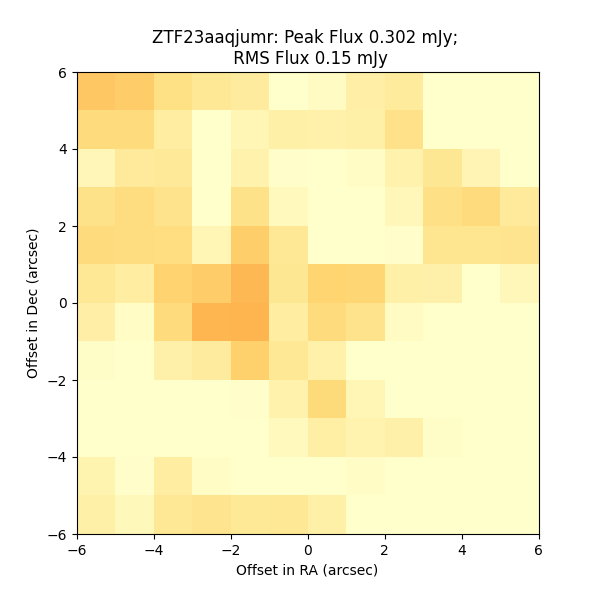 ZTF23aaqjumr: Peak Flux 0.302 mJy;
RMS Flux 0.15 mJy
6
4
2
0
−2
−4
−6
Offset in Dec (arcsec)
−6 −4 −2 0 2 4 6
Offset in RA (arcsec)